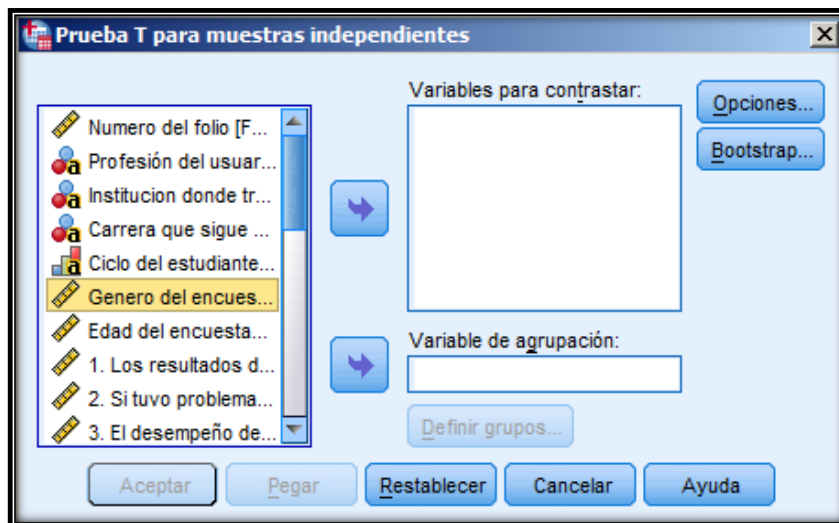 Prueba T para muestras independientes
Numero del folio [F...
Profesión del usuar...
Institucion donde tr...
Carrera que sigue ...
Ciclo del estudiante...
Genero del encues...
Edad del encuesta...
1. Los resultados d...
2. Si tuvo problema...
3. El desempeño de...
Variables para contrastar:
Variable de agrupación:
Definir grupos...
Opciones...
Bootstrap...
Aceptar
Pegar
Restablecer
Cancelar
Ayuda